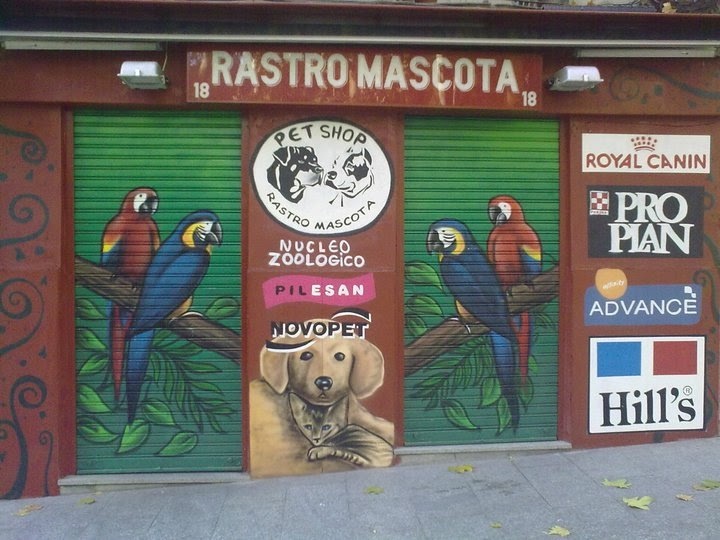 RASTRO MASCOTA
18 18
PET SHOP
RASTRO MASCOTA
NUCLEO
ZOOLOGICO
PILESAN
NOVOPET
ROYAL CANIN
PURINA
PRO
PLAN
affinity
ADVANCE
Hill's®